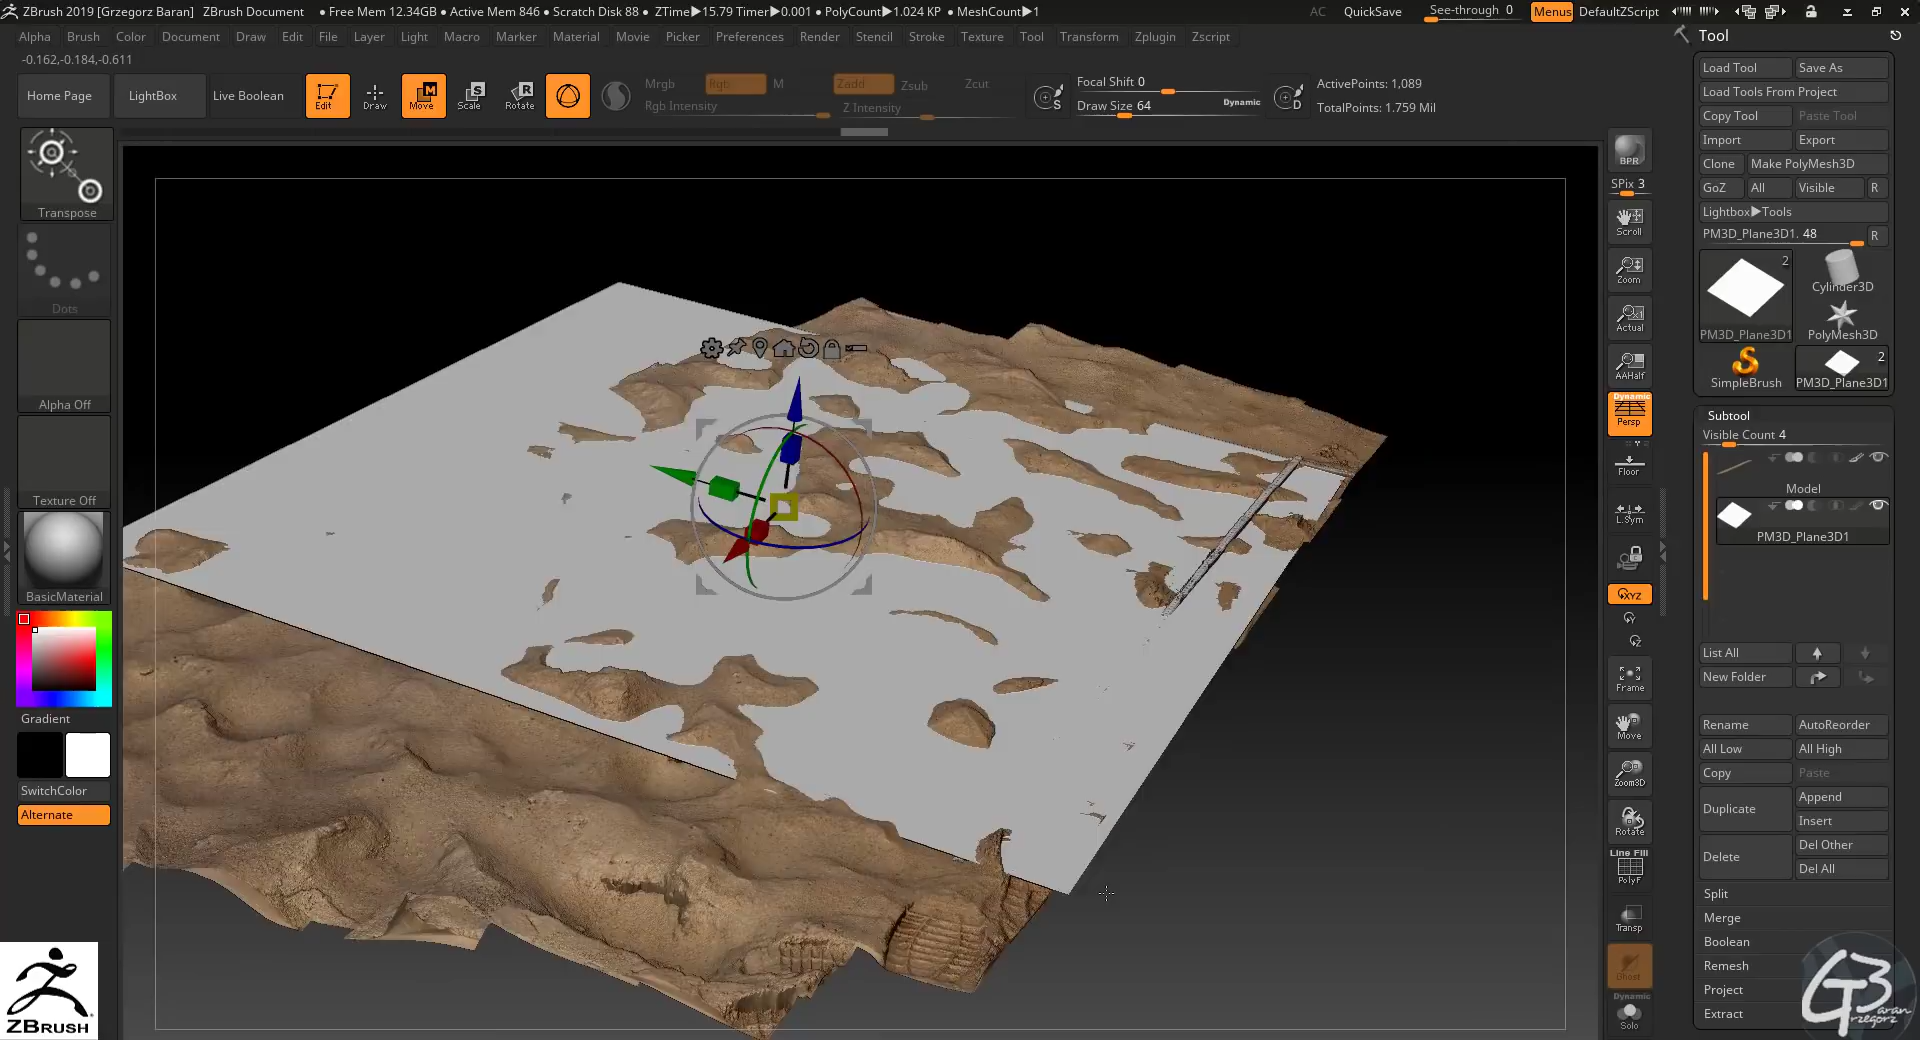 ZBrush 2019 [Grzegorz Baran] ZBrush Document • Free Mem 12.34GB • Active Mem 846 • Scratch Disk 88 • ZTime▶15.79 Timer▶0.001 • PolyCount▶1.024 KP • MeshCount▶1 AC QuickSave See-through 0 Menus DefaultZScript
Alpha Brush Color Document Draw Edit File Layer Light Macro Marker Material Movie Picker Preferences Render Stencil Stroke Texture Tool Transform Zplugin Zscript
-0.162,-0.184,-0.611
Home Page LightBox Live Boolean Edit Draw Move Scale Rotate
Mrgb Rgb M Zadd Zsub Zcut
Rgb Intensity Z Intensity
S Focal Shift 0
Draw Size 64 Dynamic D
ActivePoints: 1,089
TotalPoints: 1.759 Mil
Transpose
Dots
Alpha Off
Texture Off
BasicMaterial
Gradient
SwitchColor
Alternate
ZBRUSH
BPR
SPix 3
Scroll
Zoom
Actual
AAHalf
Dynamic
Persp
Floor
L.Sym
XYZ
Y
Z
Frame
Move
Zoom3D
Rotate
Line Fill
PolyF
Transp
Ghost
Dynamic
Solo
Tool
Load Tool Save As
Load Tools From Project
Copy Tool Paste Tool
Import Export
Clone Make PolyMesh3D
GoZ All Visible R
Lightbox▶Tools
PM3D_Plane3D1. 48 R
2
PM3D_Plane3D1
Cylinder3D
PolyMesh3D
SimpleBrush
2
PM3D_Plane3D1
Subtool
Visible Count 4
Model
PM3D_Plane3D1
List All
New Folder
Rename AutoReorder
All Low All High
Copy Paste
Duplicate Append
Insert
Delete Del Other
Del All
Split
Merge
Boolean
Remesh
Project
Extract